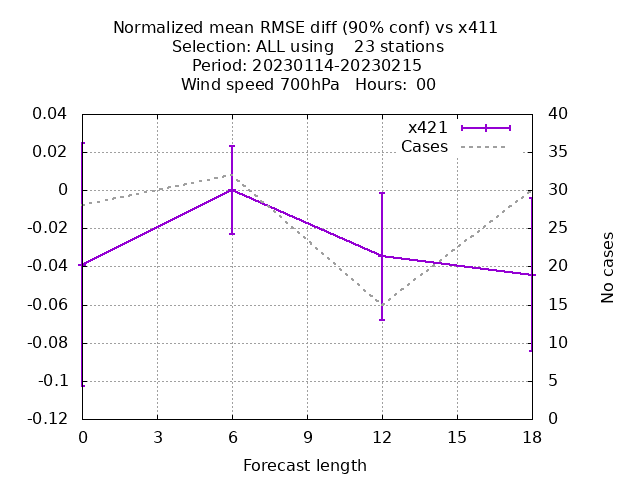 Normalized mean RMSE diff (90% conf) vs x411
Selection: ALL using    23 stations
Period: 20230114-20230215
Wind speed 700hPa   Hours:  00
x421
Cases
0.04
0.02
0
-0.02
-0.04
-0.06
-0.08
-0.1
-0.12
40
35
30
25
20
15
10
5
0
No cases
0 3 6 9 12 15 18
Forecast length